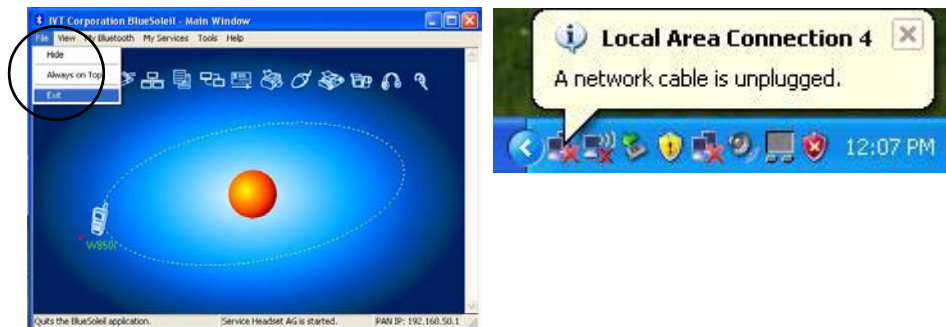 IVT Corporation BlueSoleil - Main Window
File View My Bluetooth My Services Tools Help
Hide
Always on Top
Exit
W850i
Quits the BlueSoleil application. Service Headset AG is started. PAN IP: 192.168.50.1
Local Area Connection 4
A network cable is unplugged.
12:07 PM